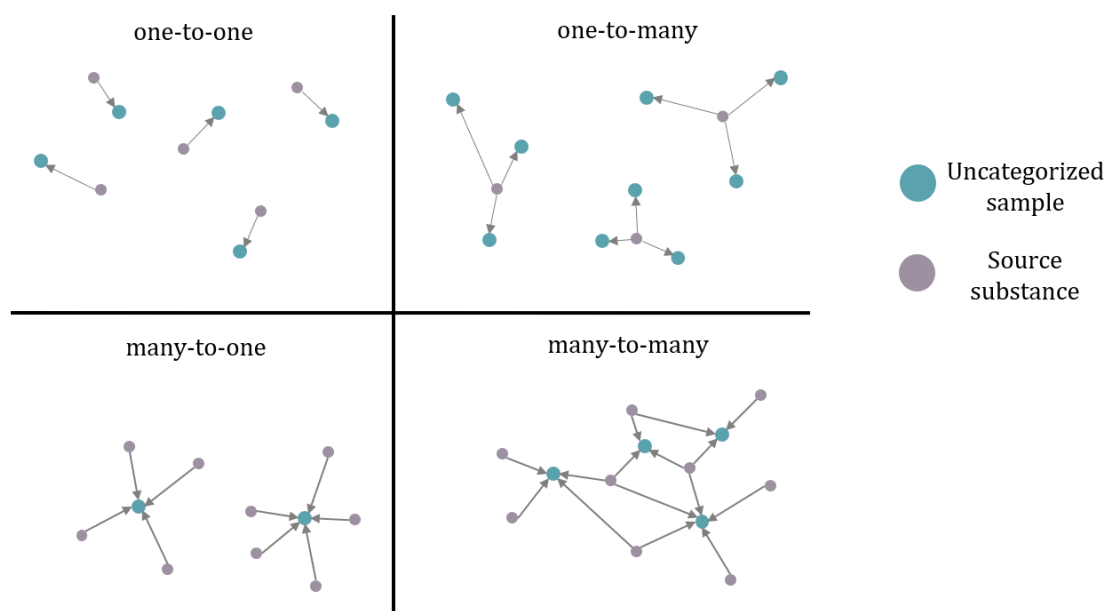 one-to-one
one-to-many
Uncategorized
sample
Source
substance
many-to-one
many-to-many